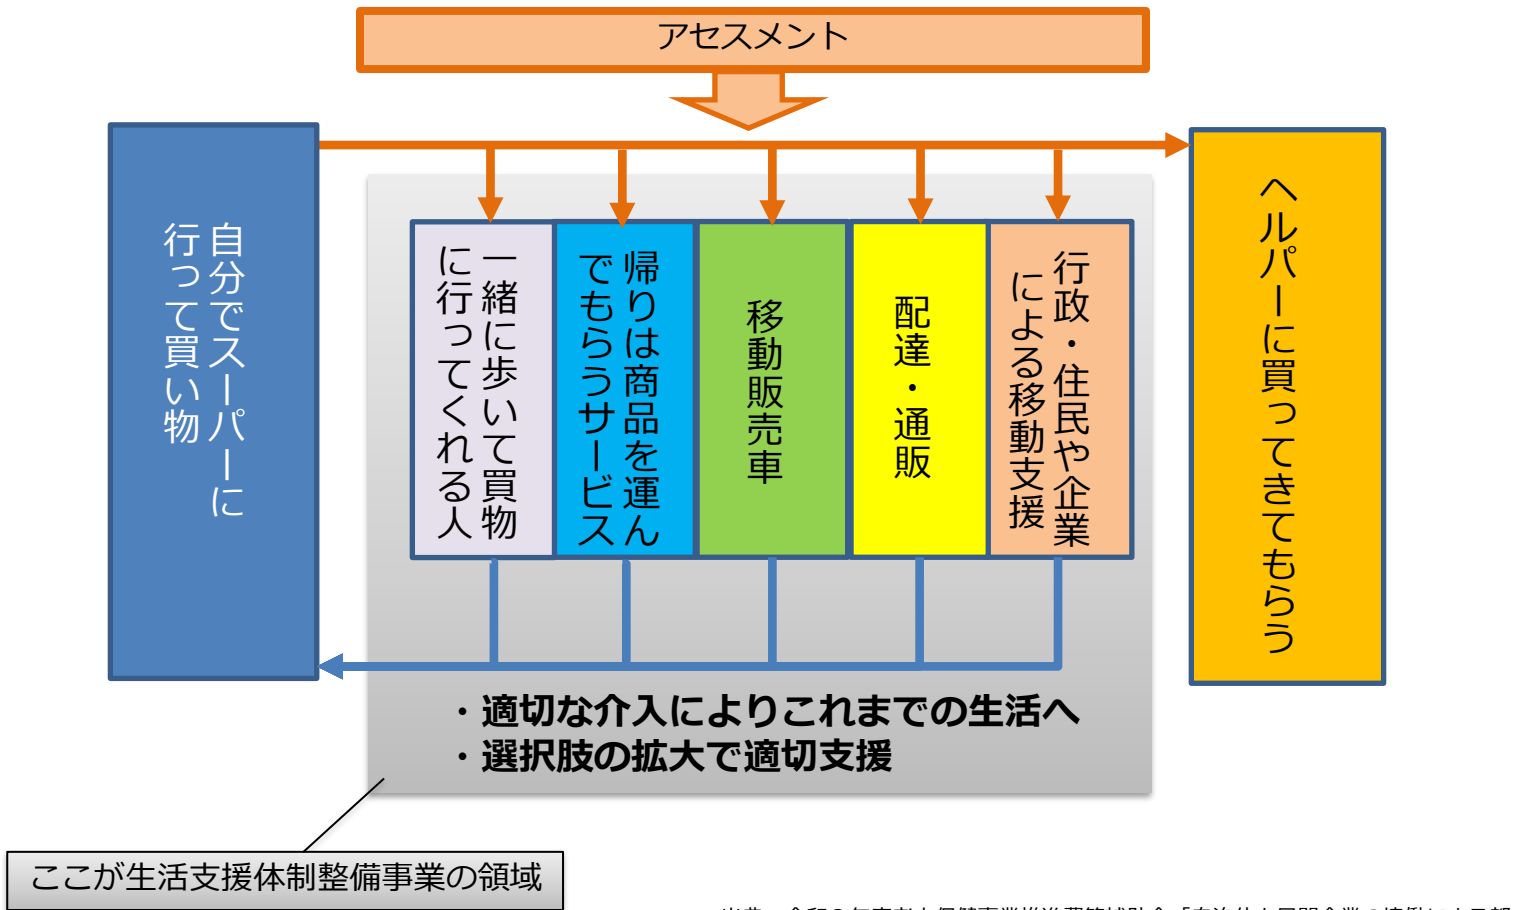 アセスメント
自分でスーパーに
行って買い物
一緒に歩いて買物
に行ってくれる人
帰りは商品を運ん
でもらうサービス
移動販売車
配達・通販
行政・住民や企業
による移動支援
ヘルパーに買ってきてもらう
・適切な介入によりこれまでの生活へ
・選択肢の拡大で適切支援
ここが生活支援体制整備事業の領域